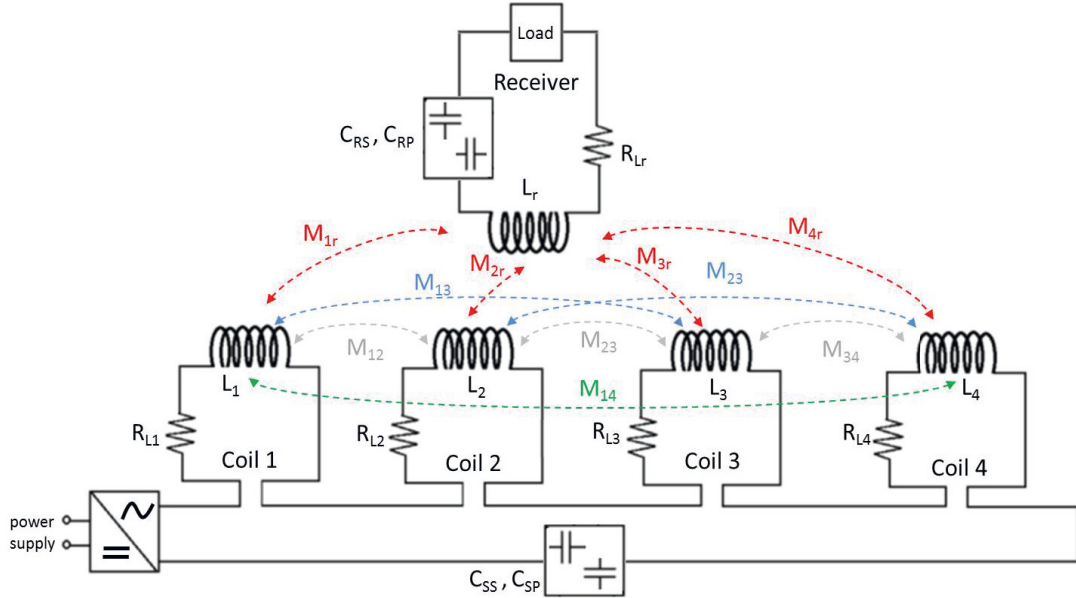 Load
Receiver
C_RS , C_RP
R_Lr
L_r
M_1r
M_4r
M_2r
M_3r
M_13
M_23
M_12
M_23
M_34
L_1
L_2
L_3
L_4
M_14
R_L1
R_L2
R_L3
R_L4
Coil 1
Coil 2
Coil 3
Coil 4
power
supply
C_SS , C_SP